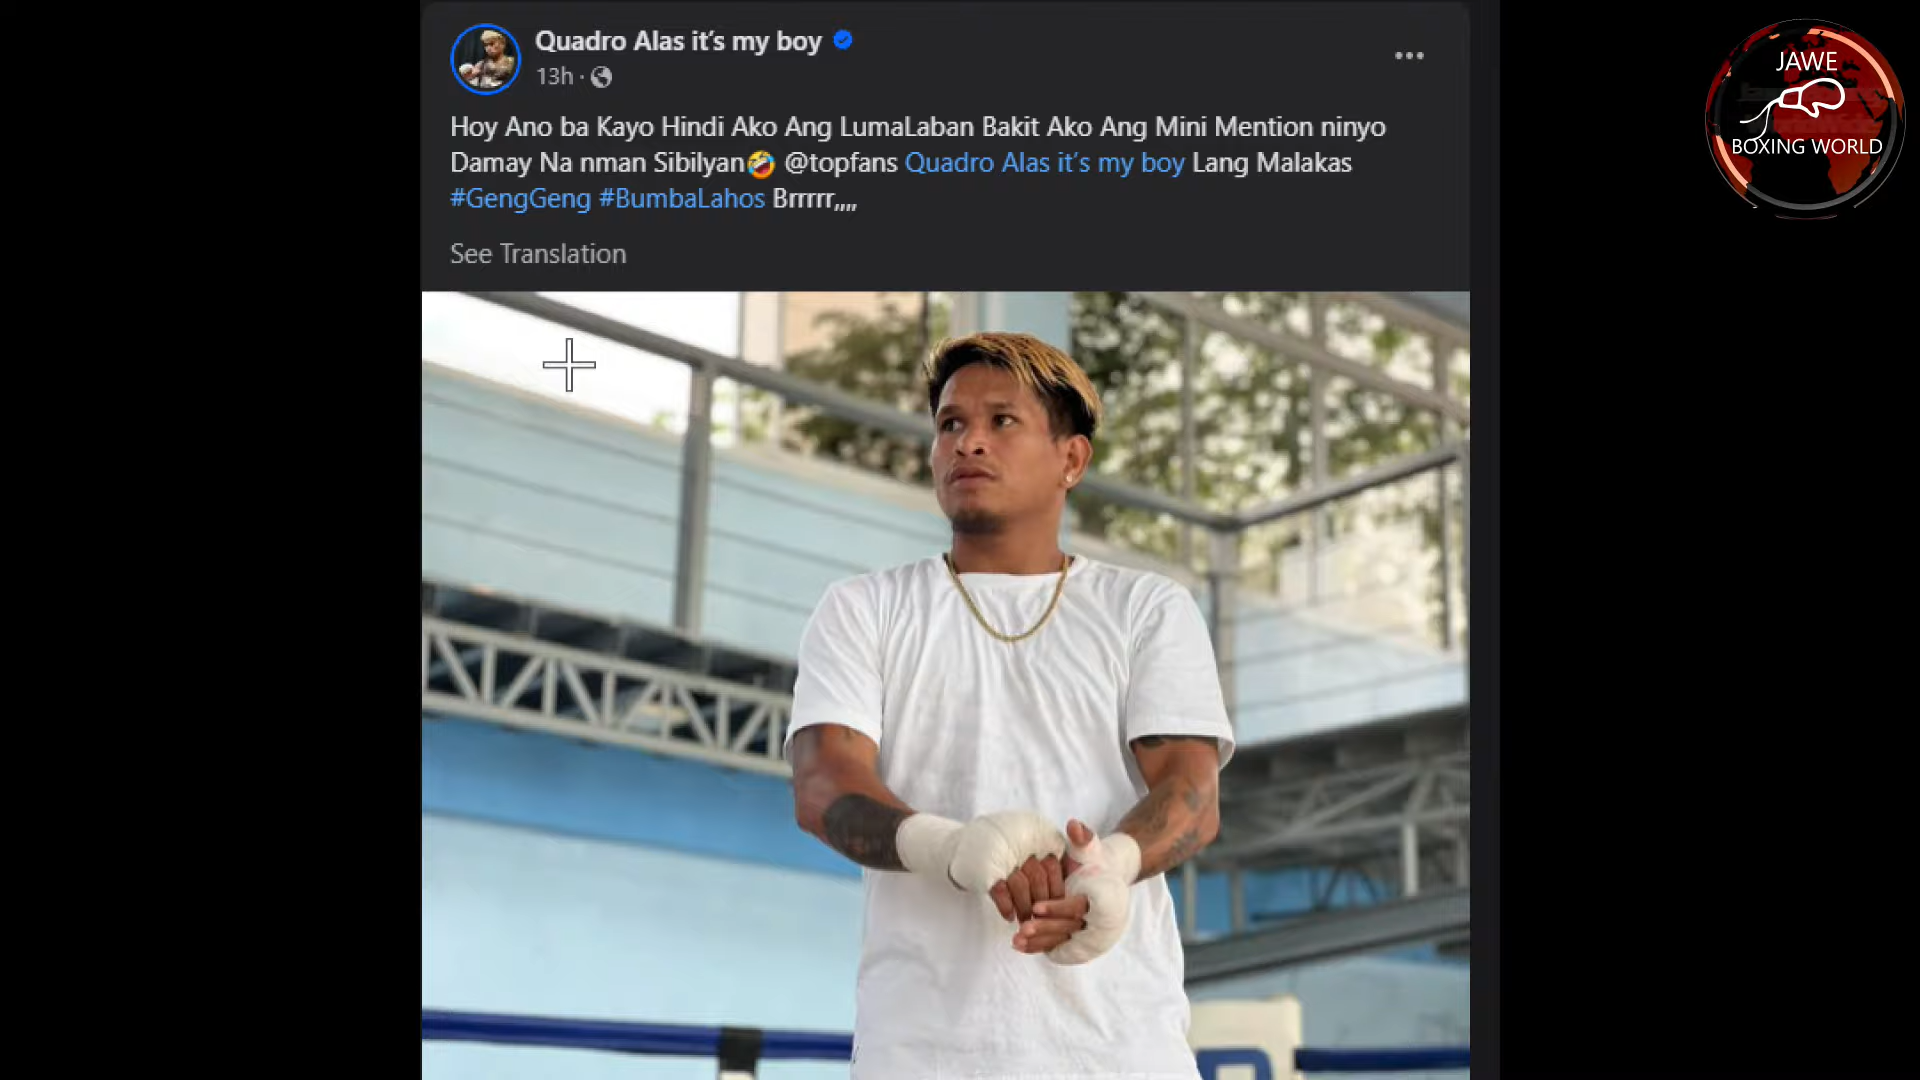 Quadro Alas it's my boy
13h ·
Hoy Ano ba Kayo Hindi Ako Ang LumaLaban Bakit Ako Ang Mini Mention ninyo
Damay Na nman Sibilyan🤣 @topfans Quadro Alas it's my boy Lang Malakas
#GengGeng #BumbaLahos Brrrrr,,,,
See Translation
JAWE
BOXING WORLD